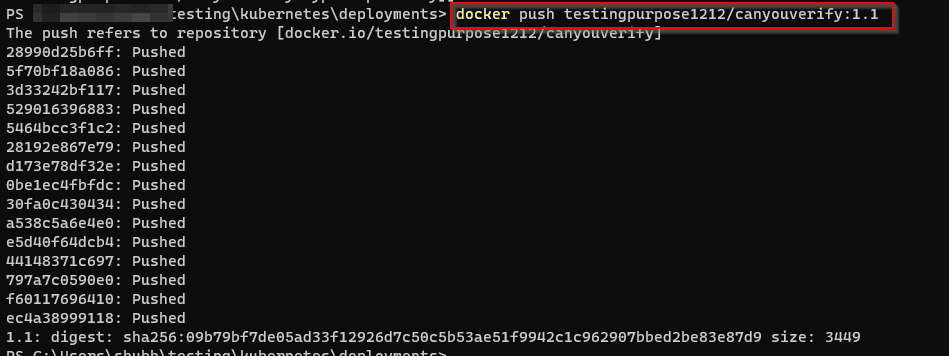 PS testing\kubernetes\deployments> docker push testingpurpose1212/canyouverify:1.1
The push refers to repository [docker.io/testingpurpose1212/canyouverify]
28990d25b6ff: Pushed
5f70bf18a086: Pushed
3d33242bf117: Pushed
529016396883: Pushed
5464bcc3f1c2: Pushed
28192e867e79: Pushed
d173e78df32e: Pushed
0be1ec4fbfdc: Pushed
30fa0c430434: Pushed
a538c5a6e4e0: Pushed
e5d40f64dcb4: Pushed
44148371c697: Pushed
797a7c0590e0: Pushed
f60117696410: Pushed
ec4a38999118: Pushed
1.1: digest: sha256:09b79bf7de05ad33f12926d7c50c5b53ae51f9942c1c962907bbed2be83e87d9 size: 3449
PS C:\Users\shubh\testing\kubernetes\deployments>